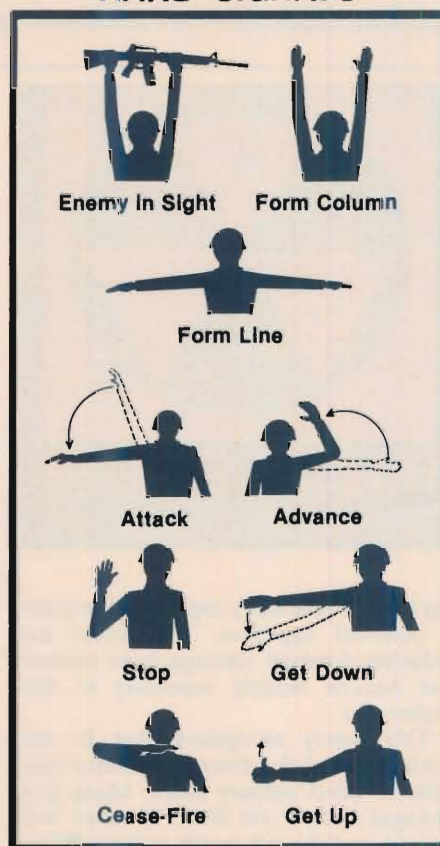 Enemy in Sight Form Column
Form Line
Attack Advance
Stop Get Down
Cease-Fire Get Up